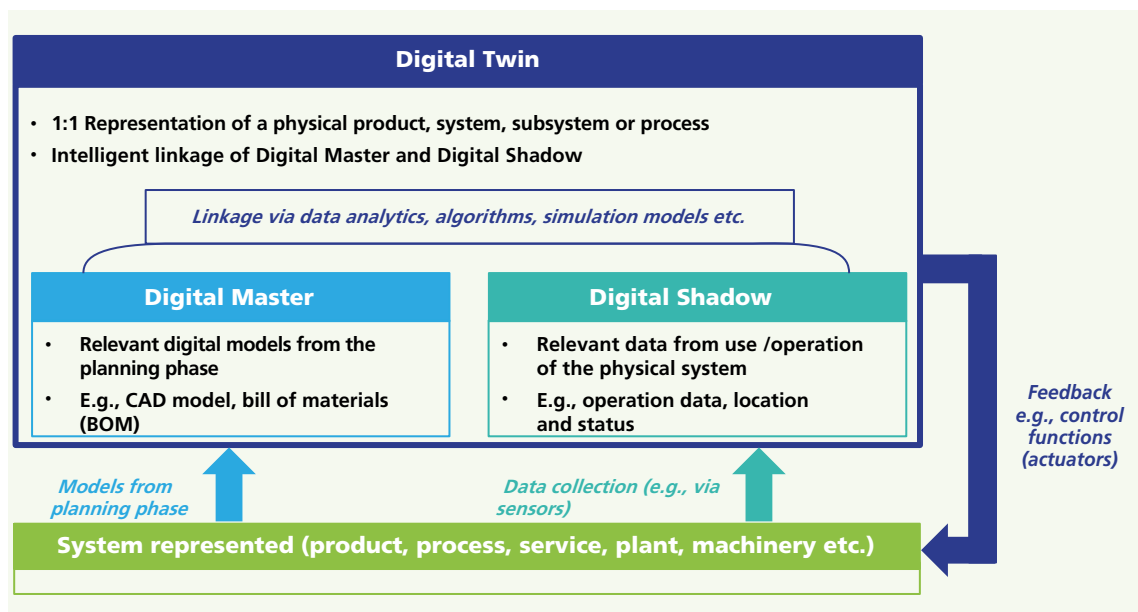 Digital Twin
• 1:1 Representation of a physical product, system, subsystem or process
• Intelligent linkage of Digital Master and Digital Shadow
Linkage via data analytics, algorithms, simulation models etc.
Digital Master
• Relevant digital models from the
planning phase
• E.g., CAD model, bill of materials
(BOM)
Digital Shadow
• Relevant data from use /operation
of the physical system
• E.g., operation data, location
and status
Feedback
e.g., control
functions
(actuators)
Models from
planning phase
Data collection (e.g., via
sensors)
System represented (product, process, service, plant, machinery etc.)